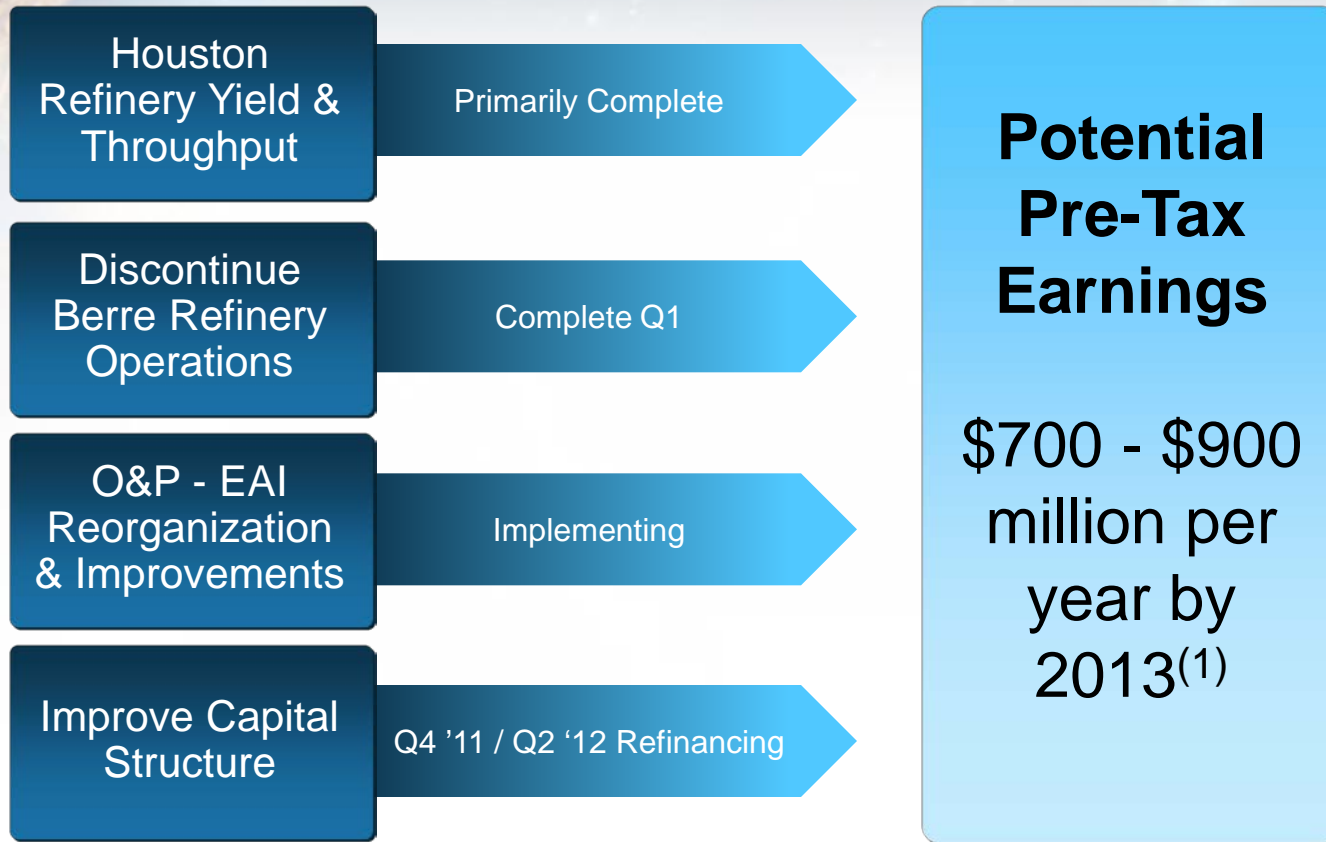 Houston
Refinery Yield &
Throughput
Primarily Complete
Discontinue
Berre Refinery
Operations
Complete Q1
O&P - EAI
Reorganization
& Improvements
Implementing
Improve Capital
Structure
Q4 ’11 / Q2 ‘12 Refinancing
Potential
Pre-Tax
Earnings
$700 - $900
million per
year by
2013(1)